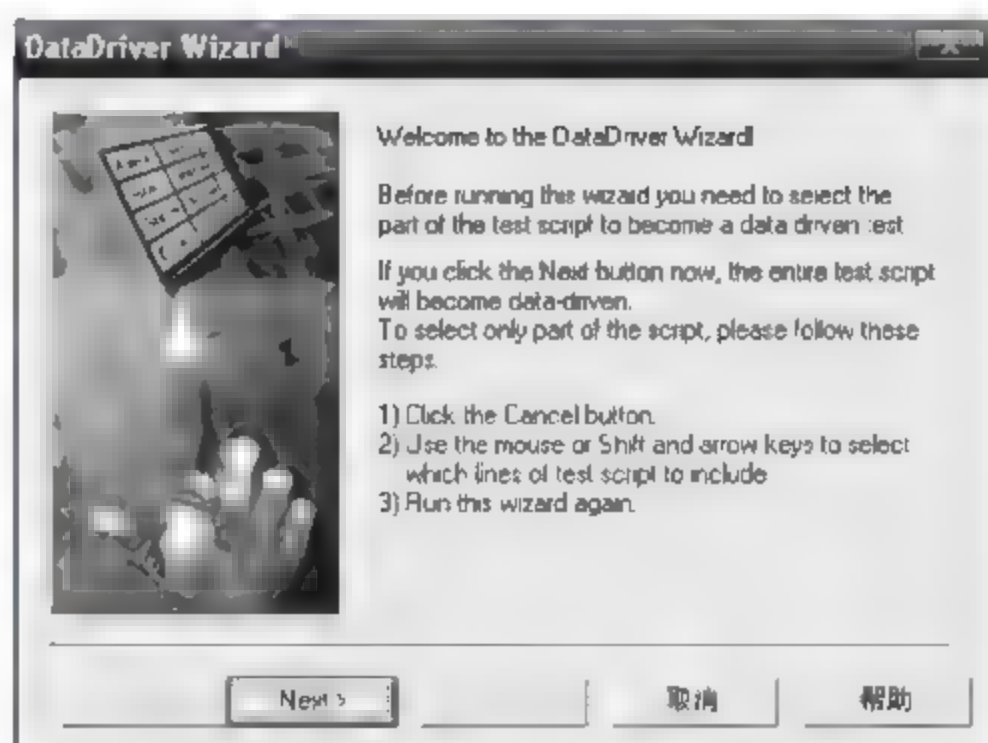 DataDriver Wizard
Welcome to the DataDriver Wizard!
Before running this wizard you need to select the
part of the test script to become a data driven test
If you click the Next button now, the entire test script
will become data-driven.
To select only part of the script, please follow these
steps.
1) Click the Cancel button.
2) Use the mouse or Shift and arrow keys to select
which lines of test script to include
3) Run this wizard again.
Next >
取消
帮助